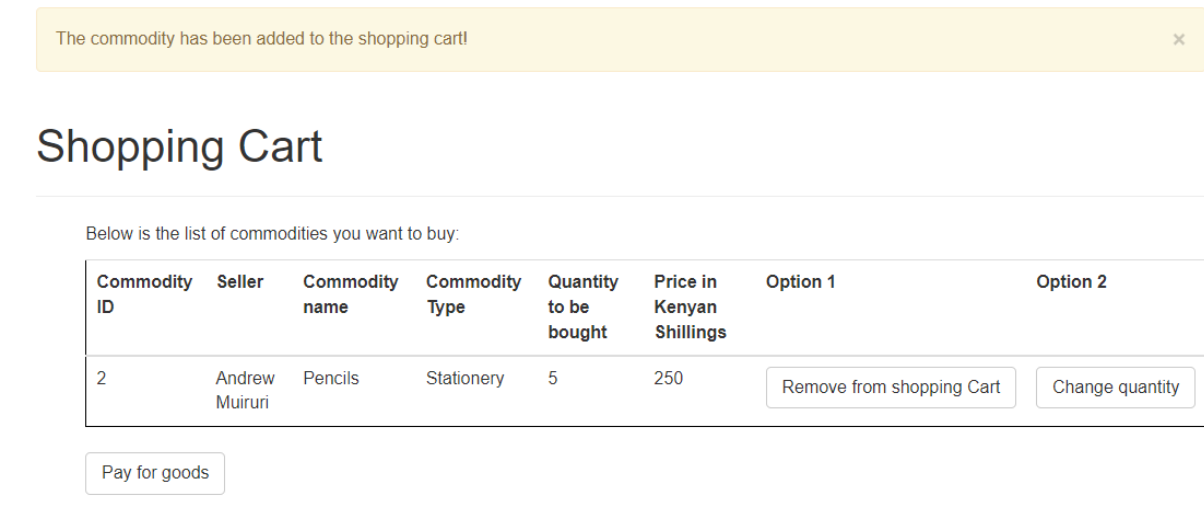 The commodity has been added to the shopping cart!
×
Shopping Cart
Below is the list of commodities you want to buy:
Commodity ID Seller Commodity name Commodity Type Quantity to be bought Price in Kenyan Shillings Option 1 Option 2
2 Andrew Muiruri Pencils Stationery 5 250 Remove from shopping Cart Change quantity
Pay for goods